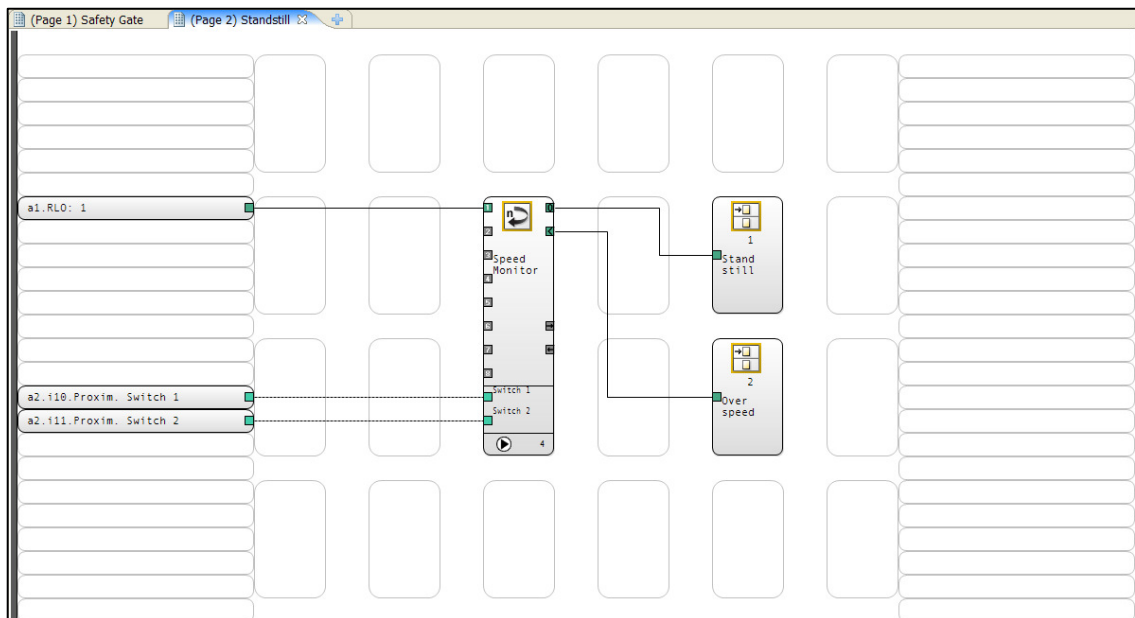 (Page 1) Safety Gate
(Page 2) Standstill
a1.RLO: 1
1
0
2
<
3
4
5
6
7
8
n
Speed
Monitor
1
Stand
still
2
Over
speed
a2.i10.Proxim. Switch 1
a2.i11.Proxim. Switch 2
Switch 1
Switch 2
4